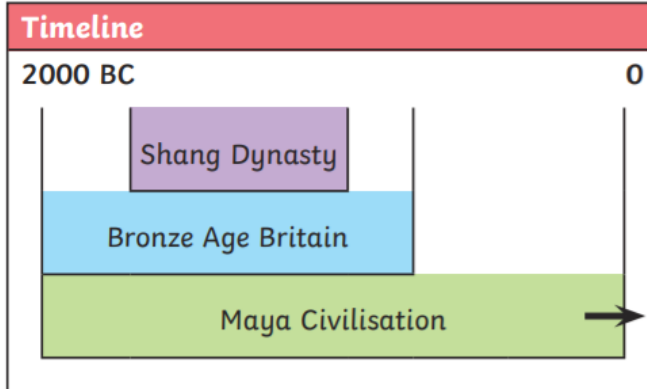 Timeline
2000 BC 0
Shang Dynasty
Bronze Age Britain
Maya Civilisation